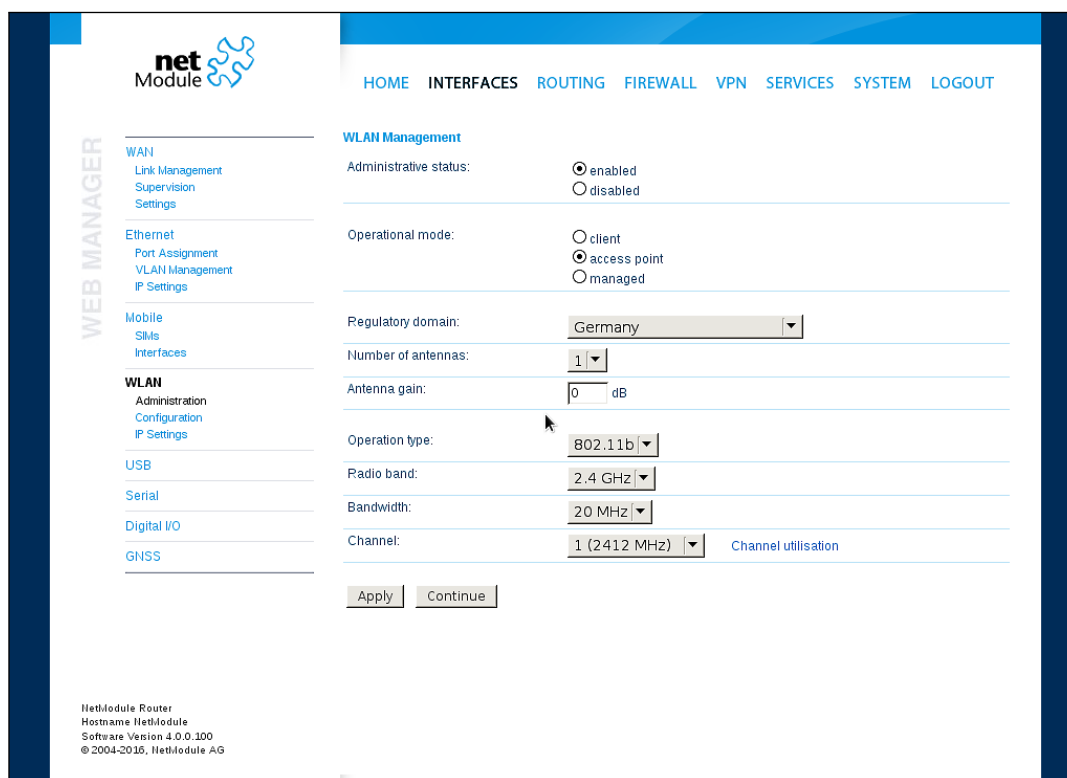 net
Module
HOME INTERFACES ROUTING FIREWALL VPN SERVICES SYSTEM LOGOUT
WEB MANAGER
WAN
Link Management
Supervision
Settings
Ethernet
Port Assignment
VLAN Management
IP Settings
Mobile
SIMs
Interfaces
WLAN
Administration
Configuration
IP Settings
USB
Serial
Digital I/O
GNSS
WLAN Management
Administrative status: enabled
disabled
Operational mode: client
access point
managed
Regulatory domain: Germany
Number of antennas: 1
Antenna gain: 0 dB
Operation type: 802.11b
Radio band: 2.4 GHz
Bandwidth: 20 MHz
Channel: 1 (2412 MHz) Channel utilisation
Apply Continue
NetModule Router
Hostname NetModule
Software Version 4.0.0.100
© 2004-2016, NetModule AG